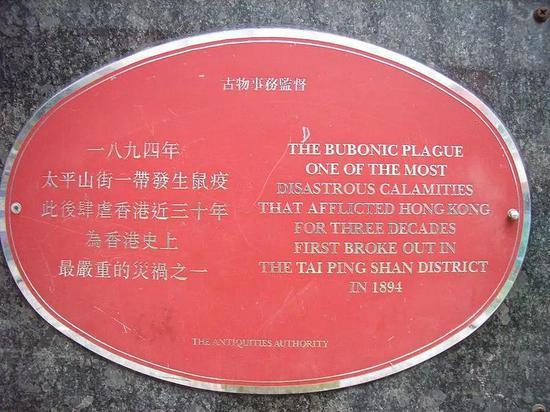 古物事務監督
一八九四年
太平山街一帶發生鼠疫
此後肆虐香港近三十年
為香港史上
最嚴重的災禍之一
THE BUBONIC PLAGUE
ONE OF THE MOST
DISASTROUS CALAMITIES
THAT AFFLICTED HONG KONG
FOR THREE DECADES
FIRST BROKE OUT IN
THE TAI PING SHAN DISTRICT
IN 1894
THE ANTIQUITIES AUTHORITY